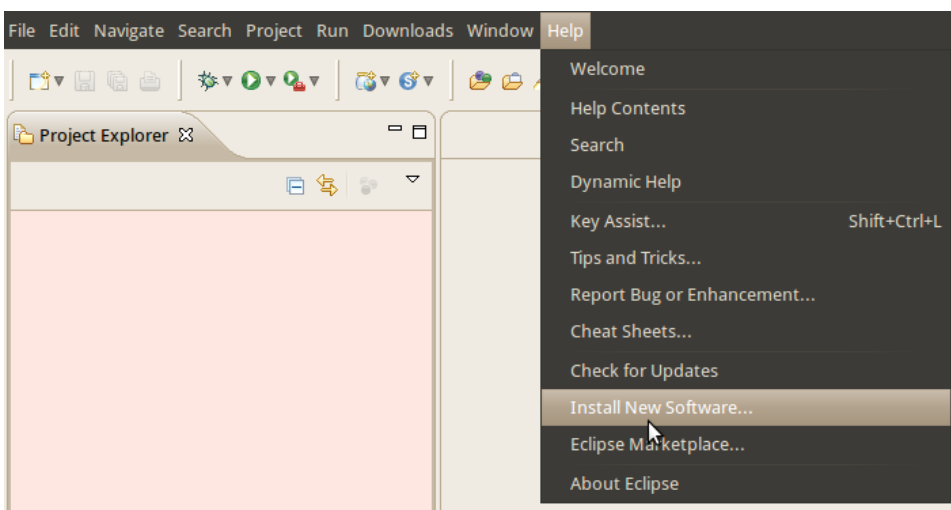 File Edit Navigate Search Project Run Downloads Window Help
Project Explorer
Welcome
Help Contents
Search
Dynamic Help
Key Assist... Shift+Ctrl+L
Tips and Tricks...
Report Bug or Enhancement...
Cheat Sheets...
Check for Updates
Install New Software...
Eclipse Marketplace...
About Eclipse